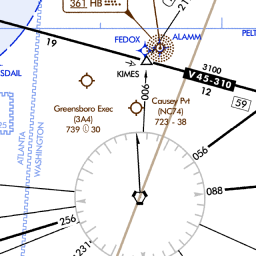 361 HB
21
19
FEDOX
ALAMM
PELT
SDAIL
KIMES
3100
V45-310
12
59
006
Greensboro Exec
(3A4)
739 30
Causey Pvt
(NC74)
723 - 38
ATLANTA
WASHINGTON
056
088
256
231